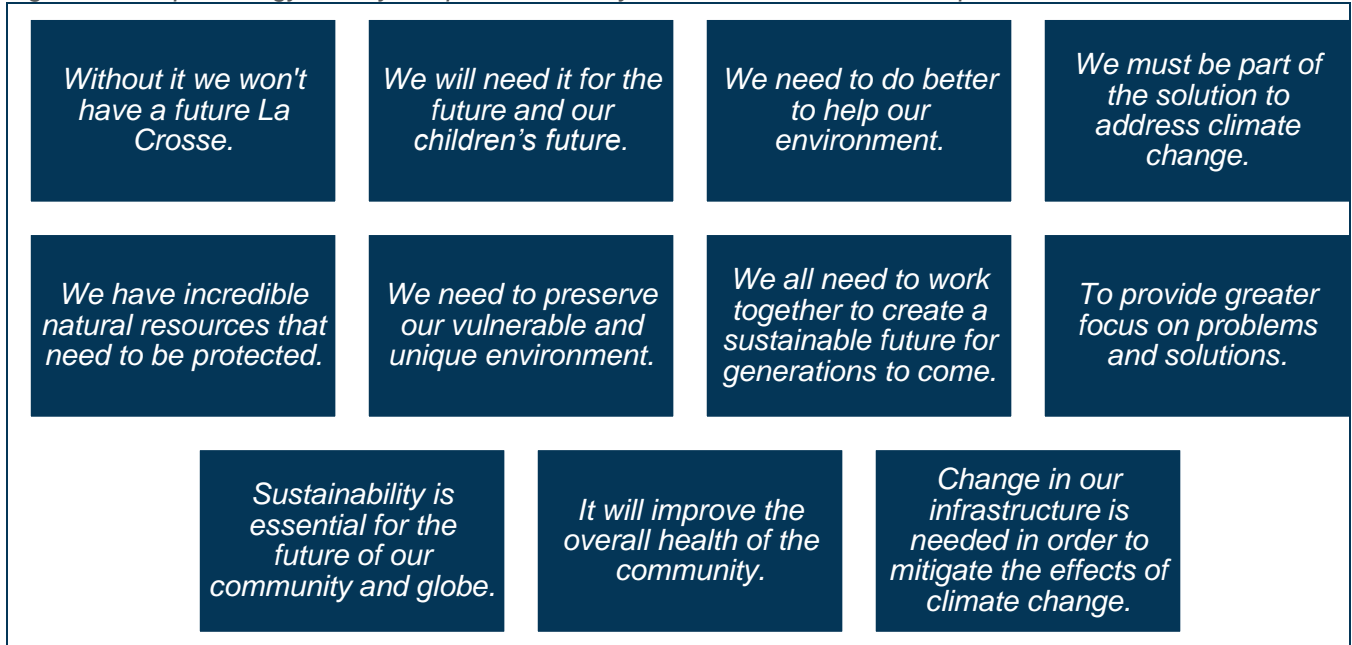 Without it we won't
have a future La
Crosse.
We will need it for the
future and our
children’s future.
We need to do better
to help our
environment.
We must be part of
the solution to
address climate
change.
We have incredible
natural resources that
need to be protected.
We need to preserve
our vulnerable and
unique environment.
We all need to work
together to create a
sustainable future for
generations to come.
To provide greater
focus on problems
and solutions.
Sustainability is
essential for the
future of our
community and globe.
It will improve the
overall health of the
community.
Change in our
infrastructure is
needed in order to
mitigate the effects of
climate change.